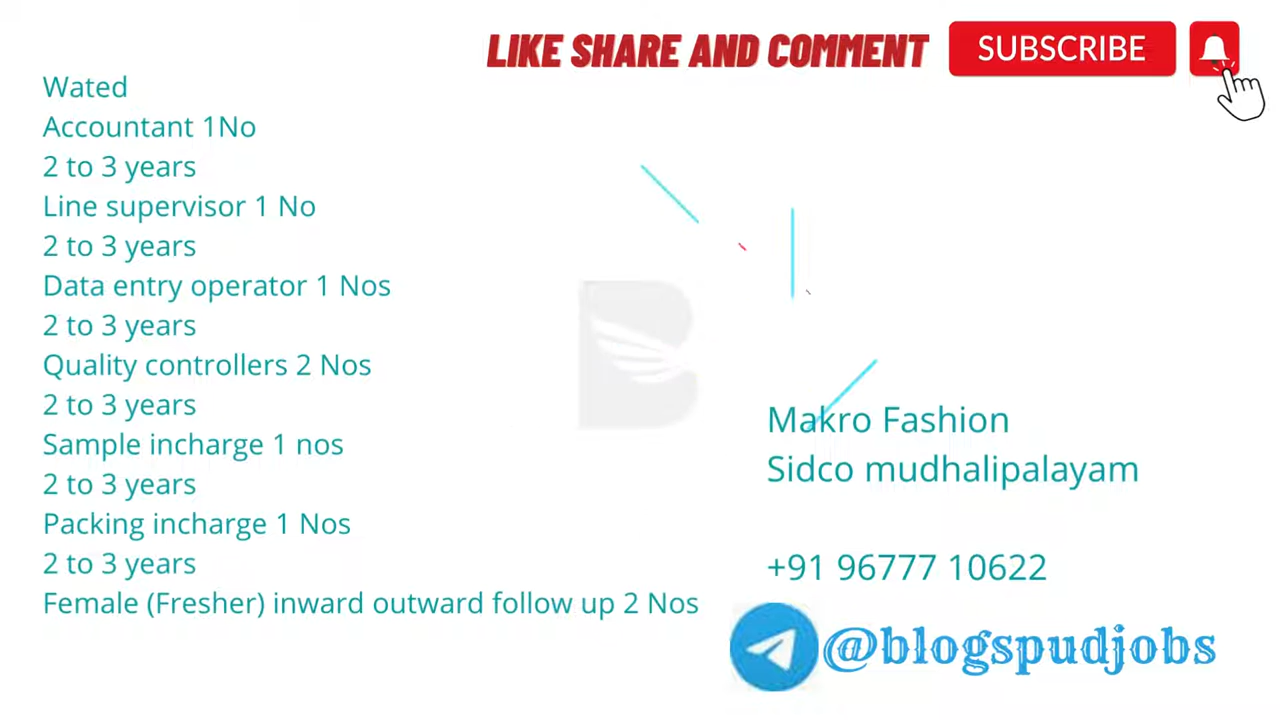 LIKE SHARE AND COMMENT
SUBSCRIBE
Wated
Accountant 1No
2 to 3 years
Line supervisor 1 No
2 to 3 years
Data entry operator 1 Nos
2 to 3 years
Quality controllers 2 Nos
2 to 3 years
Sample incharge 1 nos
2 to 3 years
Packing incharge 1 Nos
2 to 3 years
Female (Fresher) inward outward follow up 2 Nos
Makro Fashion
Sidco mudhalipalayam
+91 96777 10622
@blogspudjobs